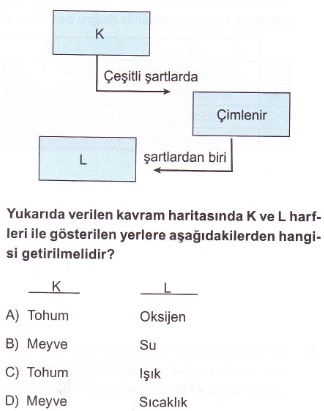 K
Çeşitli şartlarda
Çimlenir
şartlardan biri
L
Yukarıda verilen kavram haritasında K ve L harf-
leri ile gösterilen yerlere aşağıdakilerden hangi-
si getirilmelidir?
K L
A) Tohum Oksijen
B) Meyve Su
C) Tohum Işık
D) Meyve Sıcaklık